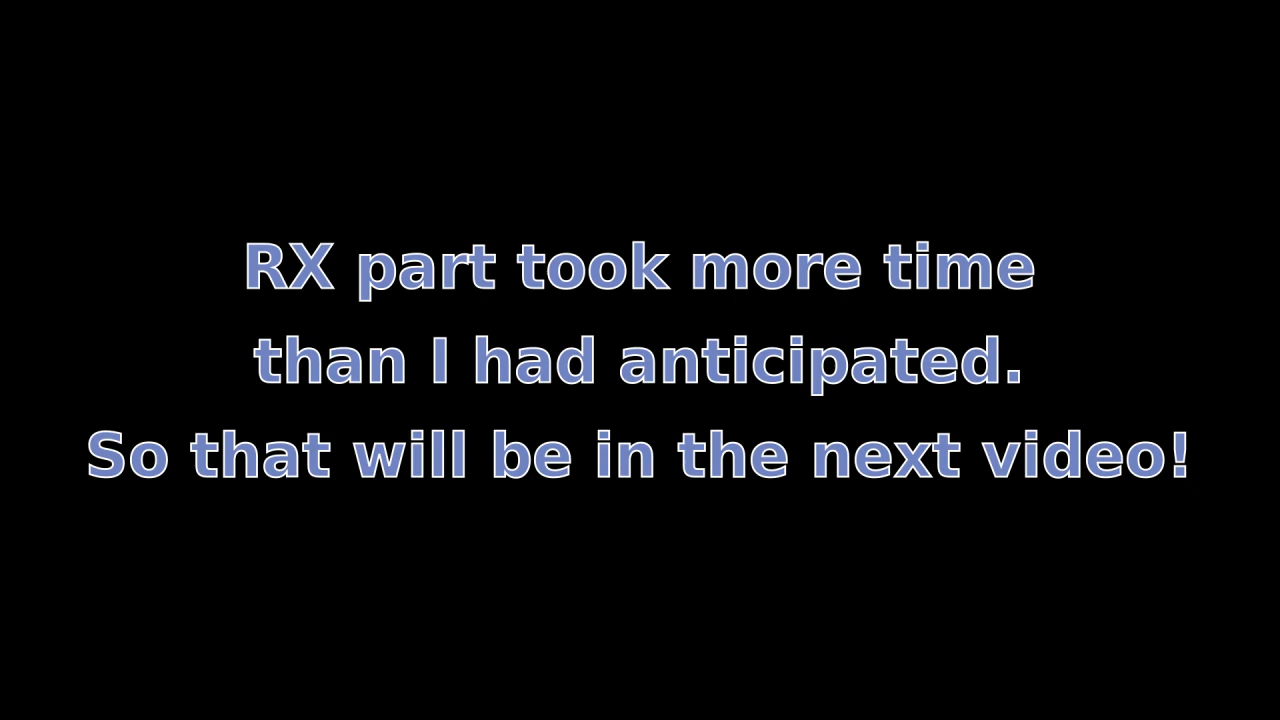 RX part took more time
than I had anticipated.
So that will be in the next video!